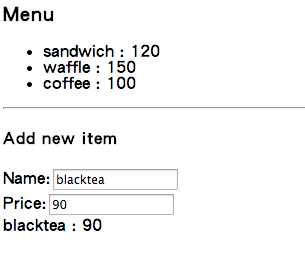 Menu
• sandwich : 120
• waffle : 150
• coffee : 100
Add new item
Name: blacktea
Price: 90
blacktea : 90